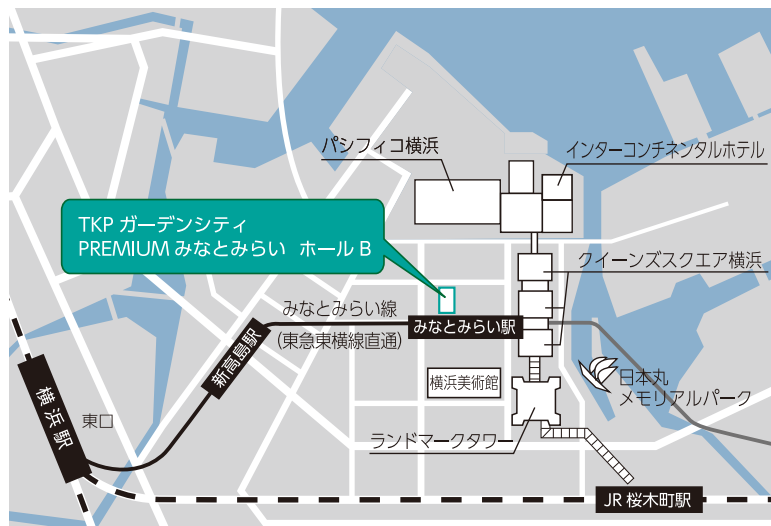 パシフィコ横浜
インターコンチネンタルホテル
TKP ガーデンシティ
PREMIUM みなとみらい ホール B
クイーンズスクエア横浜
みなとみらい線
(東急東横線直通)
みなとみらい駅
新高島駅
横浜美術館
日本丸
メモリアルパーク
横浜駅
東口
ランドマークタワー
JR 桜木町駅